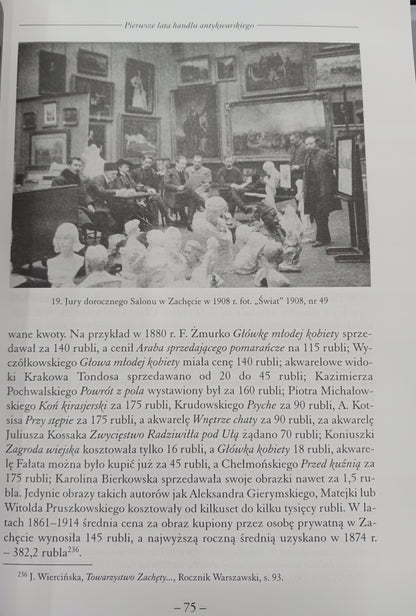 Pierwsze lata handlu antykwarskiego
19. Jury dorocznego Salonu w Zachęcie w 1908 r. fot. „Świat” 1908, nr 49
wane kwoty. Na przykład w 1880 r. F. Żmurko Główkę młodej kobiety sprze-
dawał za 140 rubli, a cenił Araba sprzedającego pomarańcze na 115 rubli; Wy-
czółkowskiego Głowa młodej kobiety miała cenę 140 rubli; akwarelowe wido-
ki Krakowa Tondosa sprzedawano od 20 do 45 rubli; Kazimierza
Pochwalskiego Powrót z pola wystawiony był za 160 rubli; Piotra Michałow-
skiego Koń kirasjerski za 175 rubli, Krudowskiego Psyche za 90 rubli, A. Kot-
sisa Przy stępie za 175 rubli, a akwarelę Wnętrze chaty za 90 rubli, za akwarelę
Juliusza Kossaka Zwycięstwo Radziwiłła pod Ułą żądano 70 rubli; Koniuszki
Zagroda wiejska kosztowała tylko 16 rubli, a Główka kobiety 18 rubli, akware-
lę Fałata można było kupić już za 45 rubli, a Chełmońskiego Przed kuźnią za
175 rubli; Karolina Bierkowska sprzedawała swoje obrazki nawet za 1,5 ru-
bla. Jedynie obrazy takich autorów jak Aleksandra Gierymskiego, Matejki lub
Witolda Pruszkowskiego kosztowały od kilkuset do kilku tysięcy rubli. W la-
tach 1861–1914 średnia cena za obraz kupiony przez osobę prywatną w Za-
chęcie wynosiła 145 rubli, a najwyższą roczną średnią uzyskano w 1874 r.
– 382,2 rubla236.
236 J. Wiercińska, Towarzystwo Zachęty..., Rocznik Warszawski, s. 93.
– 75 –